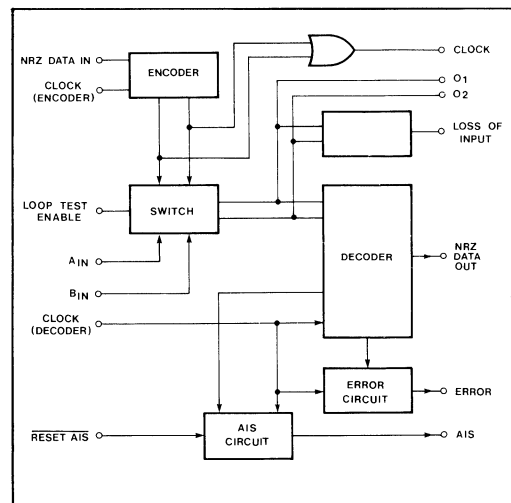 NRZ DATA IN
CLOCK
(ENCODER)
ENCODER
CLOCK
O1
O2
LOSS OF
INPUT
LOOP TEST
ENABLE
SWITCH
AIN
BIN
DECODER
NRZ
DATA
OUT
CLOCK
(DECODER)
ERROR
CIRCUIT
ERROR
RESET AIS
AIS
CIRCUIT
AIS